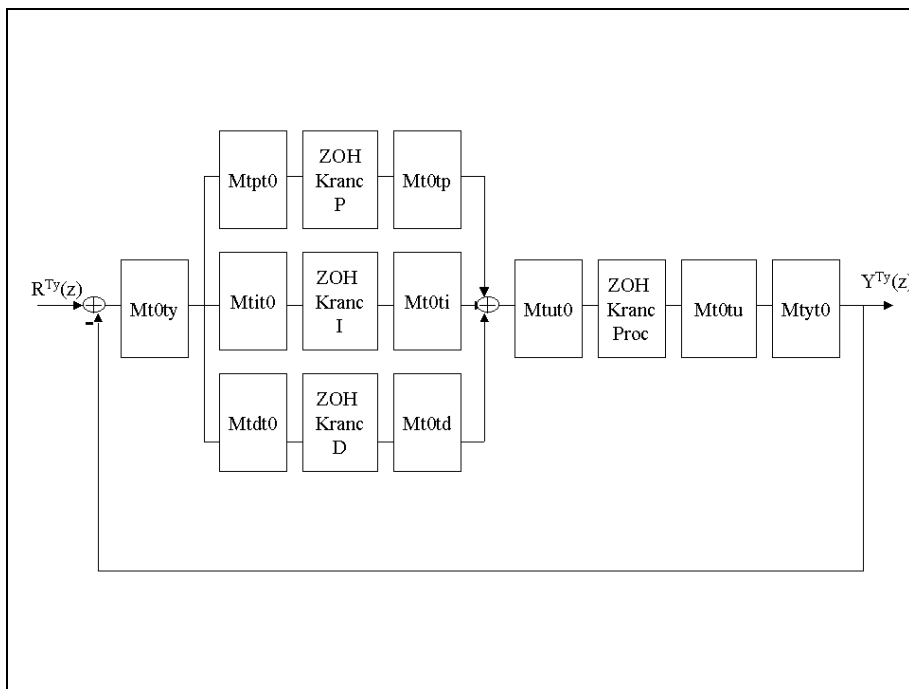 R^Ty(z)
Mt0ty
Mtpt0
ZOH
Kranc
P
Mt0tp
Mtit0
ZOH
Kranc
I
Mt0ti
Mtdt0
ZOH
Kranc
D
Mt0td
Mtut0
ZOH
Kranc
Proc
Mt0tu
Mtyt0
Y^Ty(z)
-